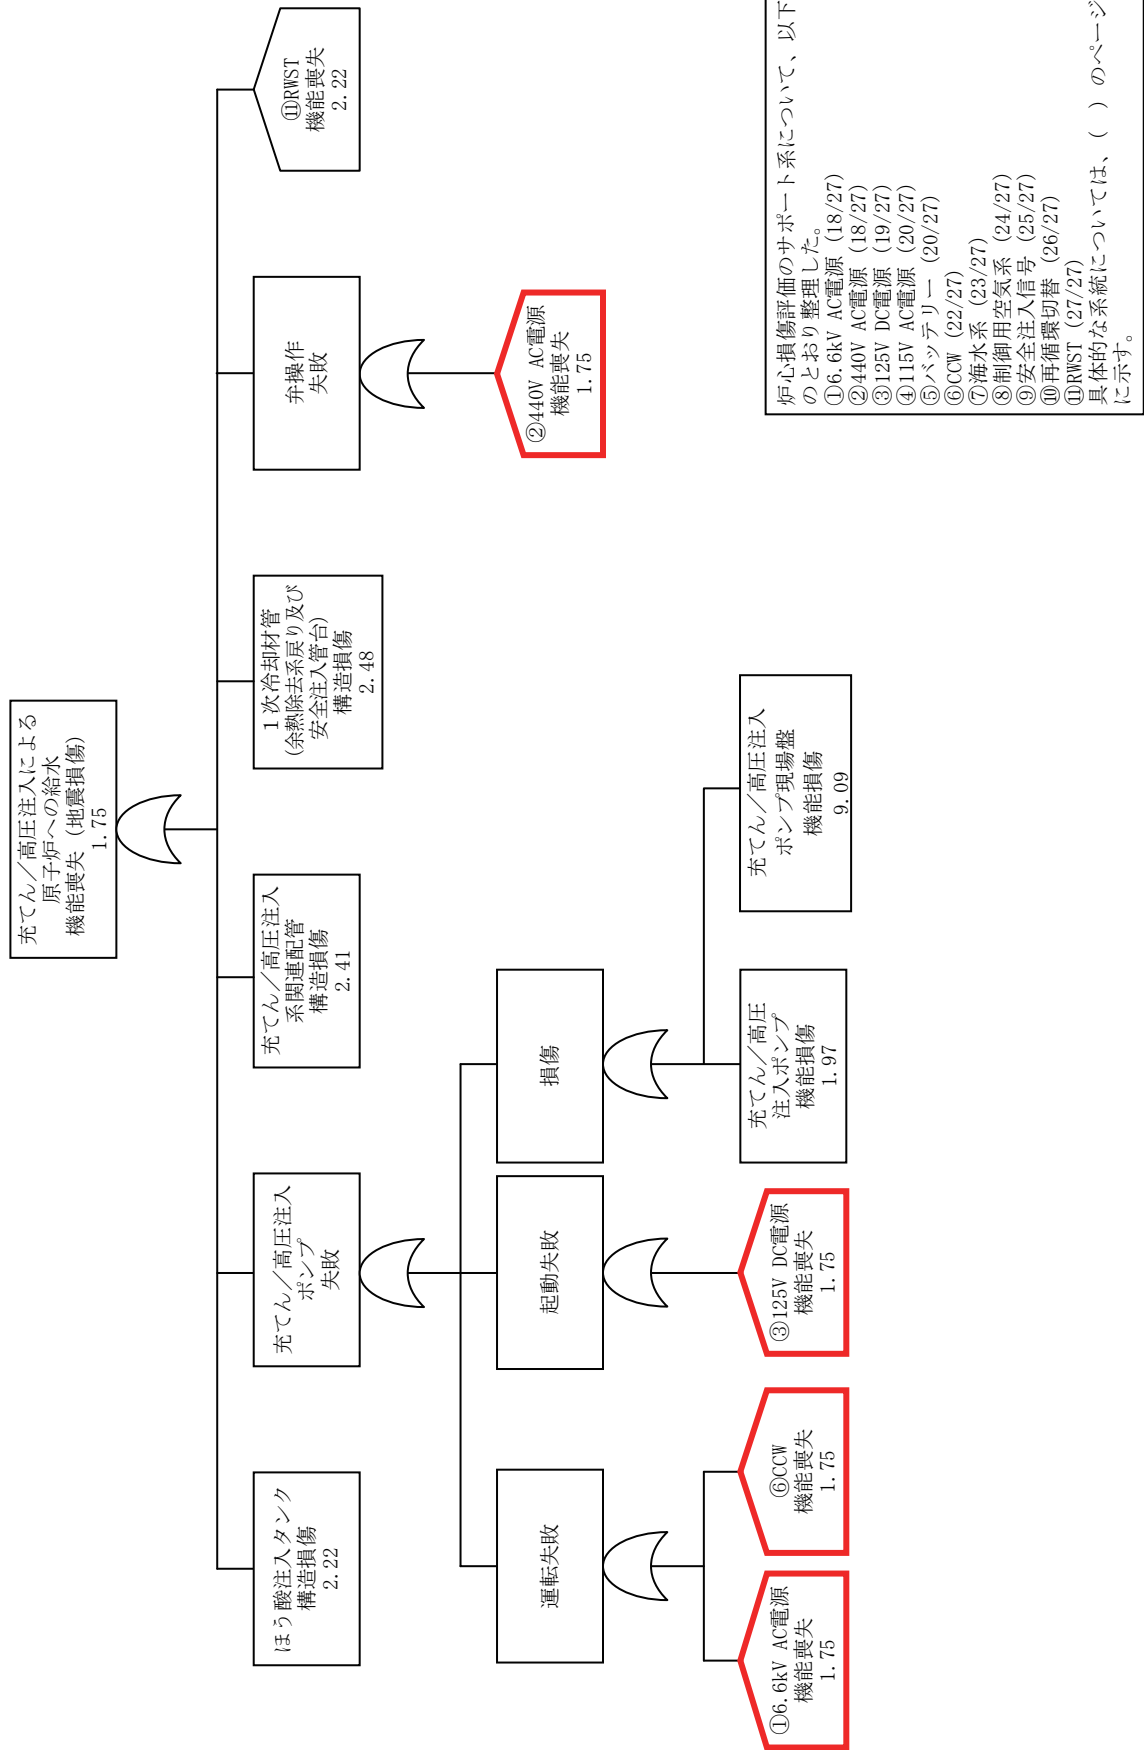 充てん／高圧注入による
原子炉への給水
機能喪失（地震損傷）
1.75
ほう酸注入タンク
構造損傷
2.22
充てん／高圧注入
ポンプ
失敗
充てん／高圧注入
系関連配管
構造損傷
2.41
１次冷却材管
(余熱除去系戻り及び
安全注入管台)
構造損傷
2.48
弁操作
失敗
⑪RWST
機能喪失
2.22
運転失敗
起動失敗
損傷
②440V AC電源
機能喪失
1.75
①6.6kV AC電源
機能喪失
1.75
⑥CCW
機能喪失
1.75
③125V DC電源
機能喪失
1.75
充てん／高圧
注入ポンプ
機能損傷
1.97
充てん／高圧注入
ポンプ現場盤
機能損傷
9.09
炉心損傷評価のサポート系について、以下
のとおり整理した。
①6.6kV AC電源 (18/27)
②440V AC電源 (18/27)
③125V DC電源 (19/27)
④115V AC電源 (20/27)
⑤バッテリー (20/27)
⑥CCW (22/27)
⑦海水系 (23/27)
⑧制御用空気系 (24/27)
⑨安全注入信号 (25/27)
⑩再循環切替 (26/27)
⑪RWST (27/27)
具体的な系統については、( ) のページ
に示す。